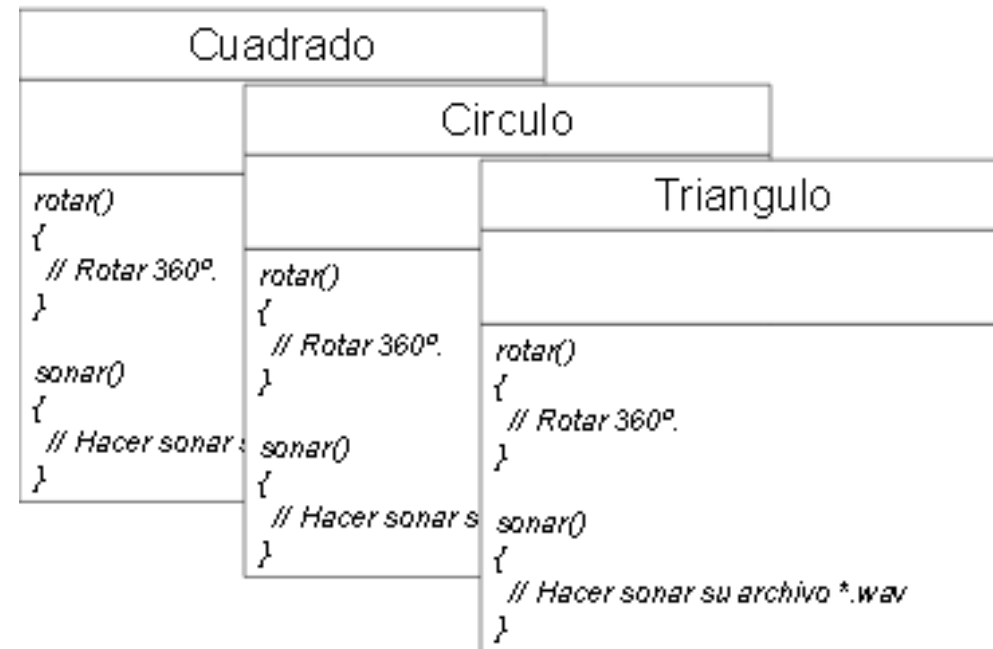 Cuadrado
rotar()
{
// Rotar 360º.
}
sonar()
{
// Hacer sonar
}
Circulo
rotar()
{
// Rotar 360º.
}
sonar()
{
// Hacer sonar s
}
Triangulo
rotar()
{
// Rotar 360º.
}
sonar()
{
// Hacer sonar su archivo *.wav
}